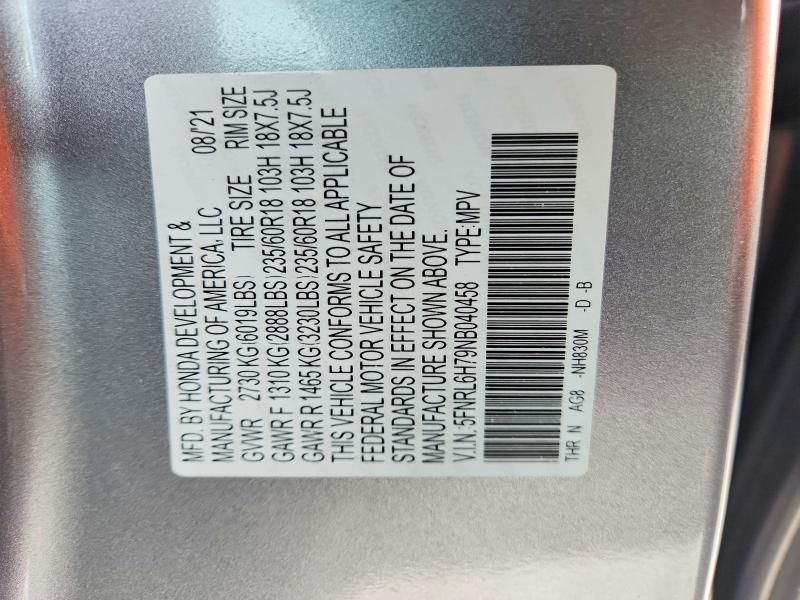 MFD. BY HONDA DEVELOPMENT &
MANUFACTURING OF AMERICA, LLC 08/'21
GVWR 2730 KG(6019LBS) TIRE SIZE RIM SIZE
GAWR F 1310 KG(2888LBS)235/60R18 103H 18X7.5J
GAWR R 1465 KG(3230LBS)235/60R18 103H 18X7.5J
THIS VEHICLE CONFORMS TO ALL APPLICABLE
FEDERAL MOTOR VEHICLE SAFETY
STANDARDS IN EFFECT ON THE DATE OF
MANUFACTURE SHOWN ABOVE.
V.I.N.:5FNRL6H79NB040458 TYPE:MPV
THR N AG8 -NH830M -D -B